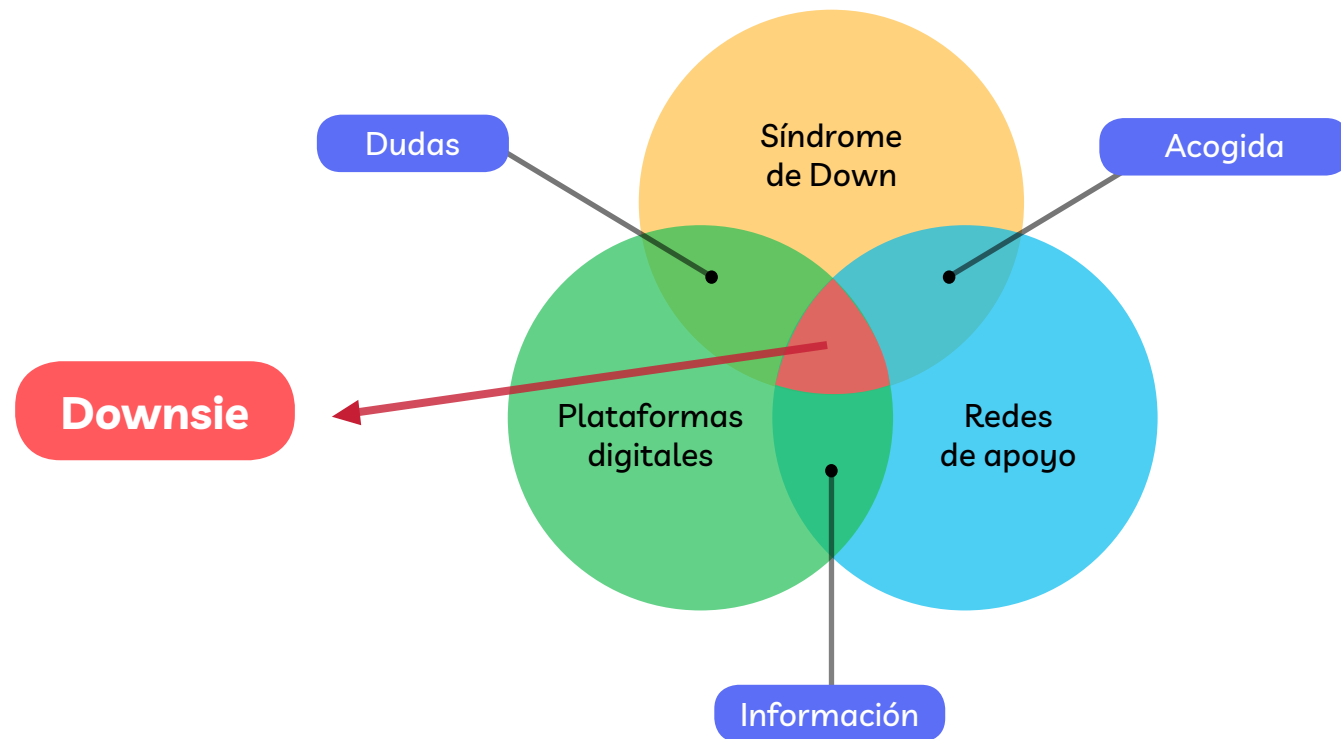 Síndrome
de Down
Dudas
Acogida
Downsie
Plataformas
digitales
Redes
de apoyo
Información